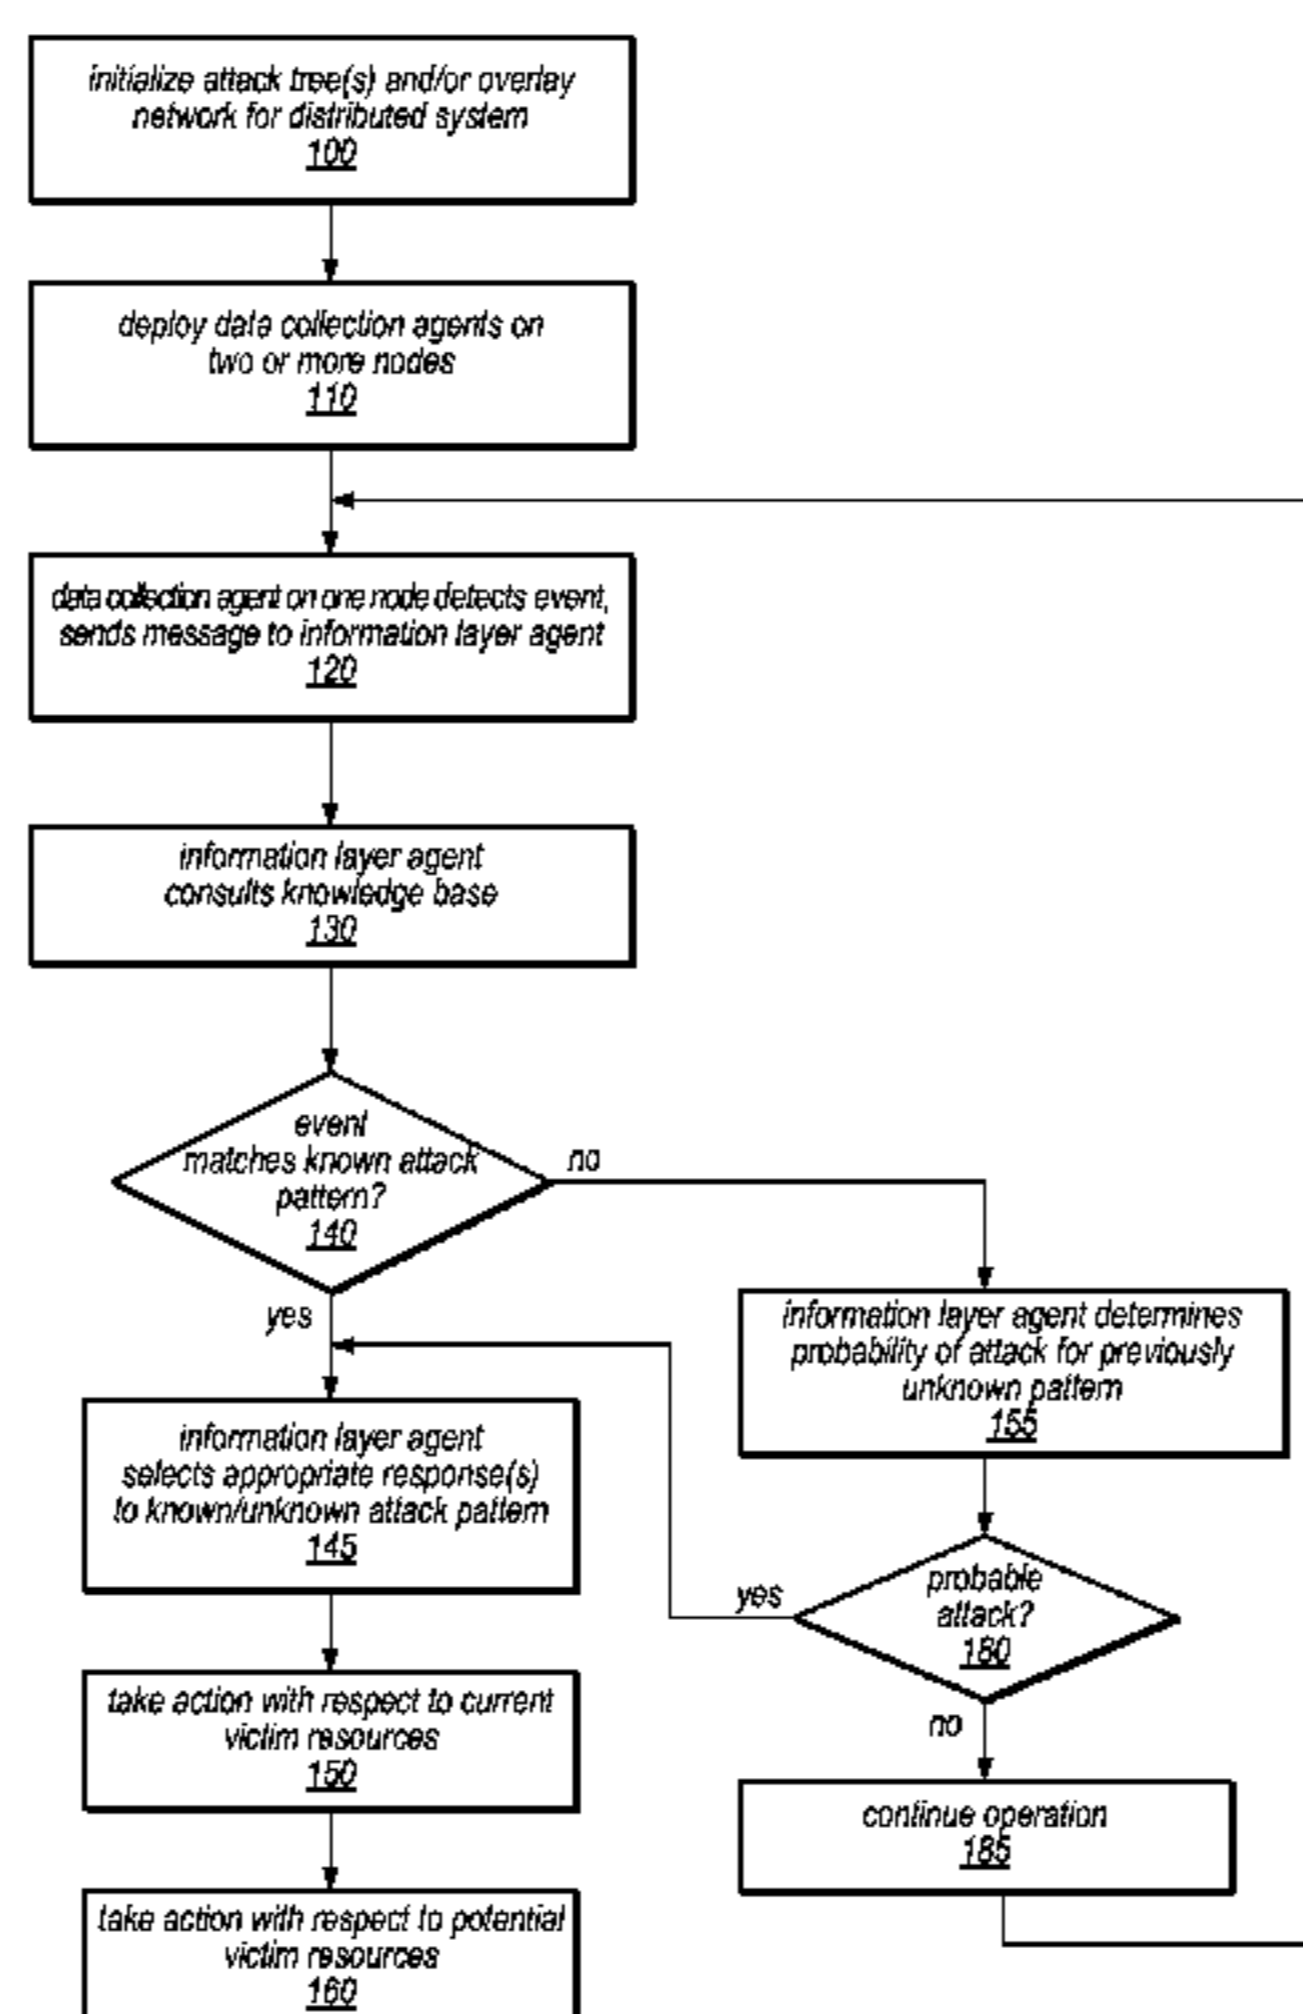 initialize attack tree(s) and/or overlay
network for distributed system
100
deploy data collection agents on
two or more nodes
110
data collection agent on one node detects event,
sends message to information layer agent
120
information layer agent
consults knowledge base
130
event
matches known attack
pattern?
140
no
yes
information layer agent determines
probability of attack for previously
unknown pattern
155
information layer agent
selects appropriate response(s)
to known/unknown attack pattern
145
probable
attack?
180
yes
no
take action with respect to current
victim resources
150
continue operation
185
take action with respect to potential
victim resources
160